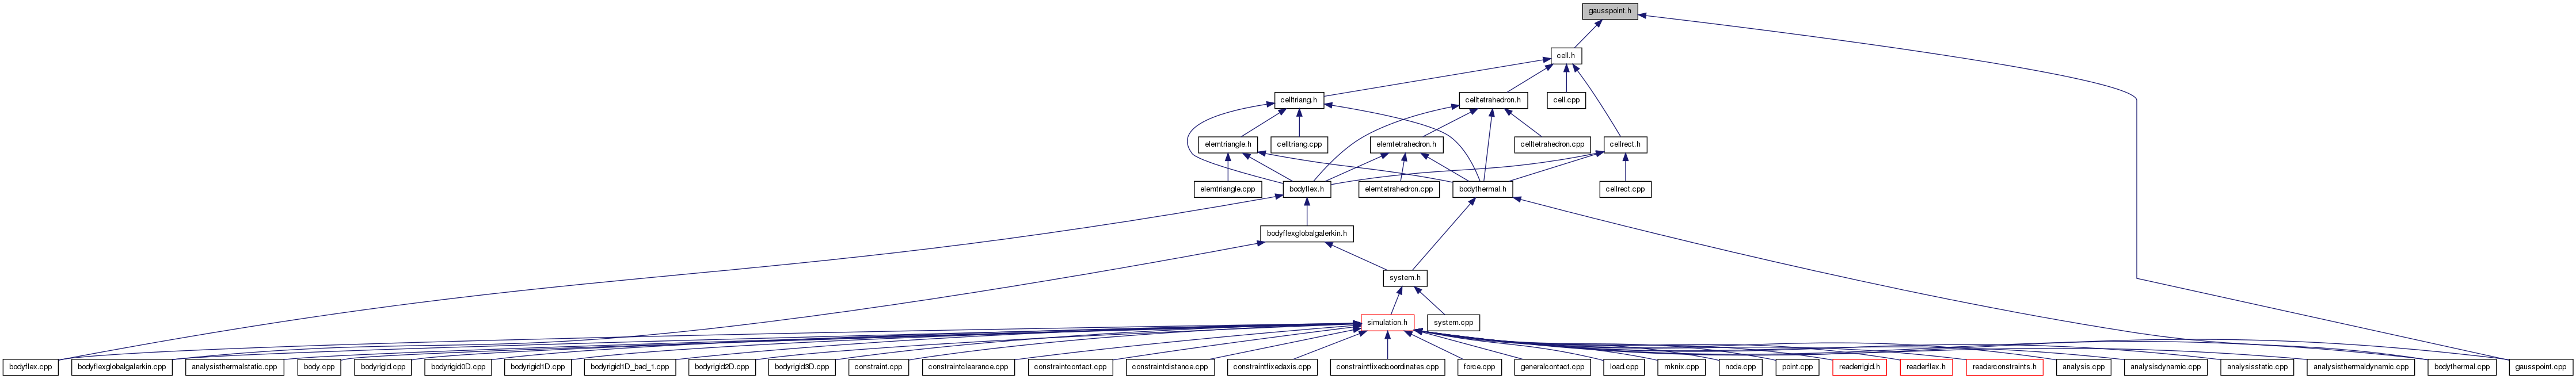 gausspoint.h
cell.h
celltriang.h
celltetrahedron.h
cell.cpp
elemtriangle.h
celltriang.cpp
elemtetrahedron.h
celltetrahedron.cpp
cellrect.h
elemtriangle.cpp
bodyflex.h
elemtetrahedron.cpp
bodythermal.h
cellrect.cpp
bodyflexglobalgalerkin.h
system.h
simulation.h
system.cpp
bodyflex.cpp
bodyflexglobalgalerkin.cpp
analysisthermalstatic.cpp
body.cpp
bodyrigid.cpp
bodyrigid0D.cpp
bodyrigid1D.cpp
bodyrigid1D_bad_1.cpp
bodyrigid2D.cpp
bodyrigid3D.cpp
constraint.cpp
constraintclearance.cpp
constraintcontact.cpp
constraintdistance.cpp
constraintfixedaxis.cpp
constraintfixedcoordinates.cpp
force.cpp
generalcontact.cpp
load.cpp
mknix.cpp
node.cpp
point.cpp
readerrigid.h
readerflex.h
readerconstraints.h
analysis.cpp
analysisdynamic.cpp
analysisstatic.cpp
analysisthermaldynamic.cpp
bodythermal.cpp
gausspoint.cpp